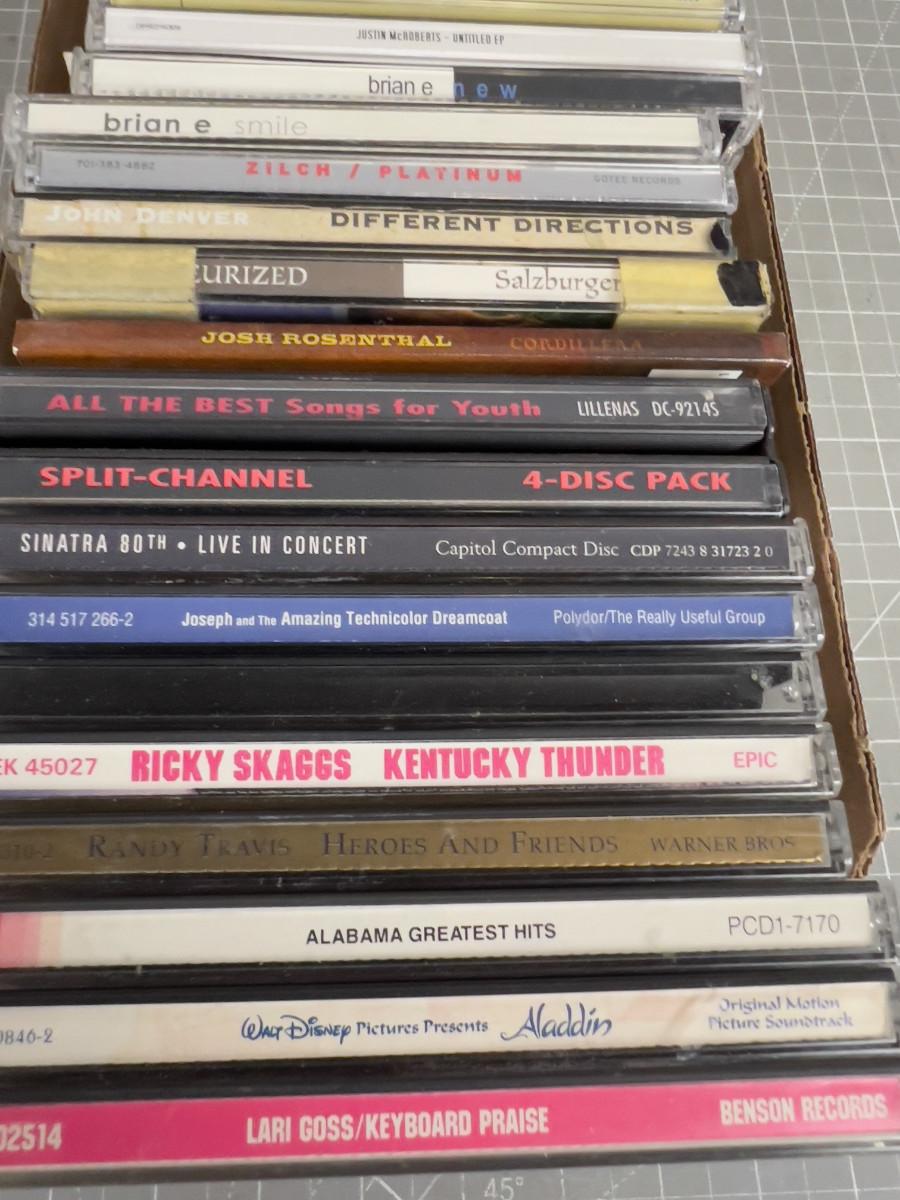 JUSTIN McROBERTS - UNTITLED EP
brian e new
brian e smile
701-383-4882 ZILCH / PLATINUM GOTEE RECORDS
JOHN DENVER DIFFERENT DIRECTIONS
EURIZED Salzburger
JOSH ROSENTHAL CORDILLERA
ALL THE BEST Songs for Youth LILLENAS DC-9214S
SPLIT-CHANNEL 4-DISC PACK
SINATRA 80TH • LIVE IN CONCERT Capitol Compact Disc CDP 7243 8 31723 2 0
314 517 266-2 Joseph and The Amazing Technicolor Dreamcoat Polydor/The Really Useful Group
EK 45027 RICKY SKAGGS KENTUCKY THUNDER EPIC
310-2 RANDY TRAVIS HEROES AND FRIENDS WARNER BROS
ALABAMA GREATEST HITS PCD1-7170
0846-2 WALT DISNEY Pictures Presents Aladdin Original Motion
Picture Soundtrack
02514 LARI GOSS/KEYBOARD PRAISE BENSON RECORDS
45°